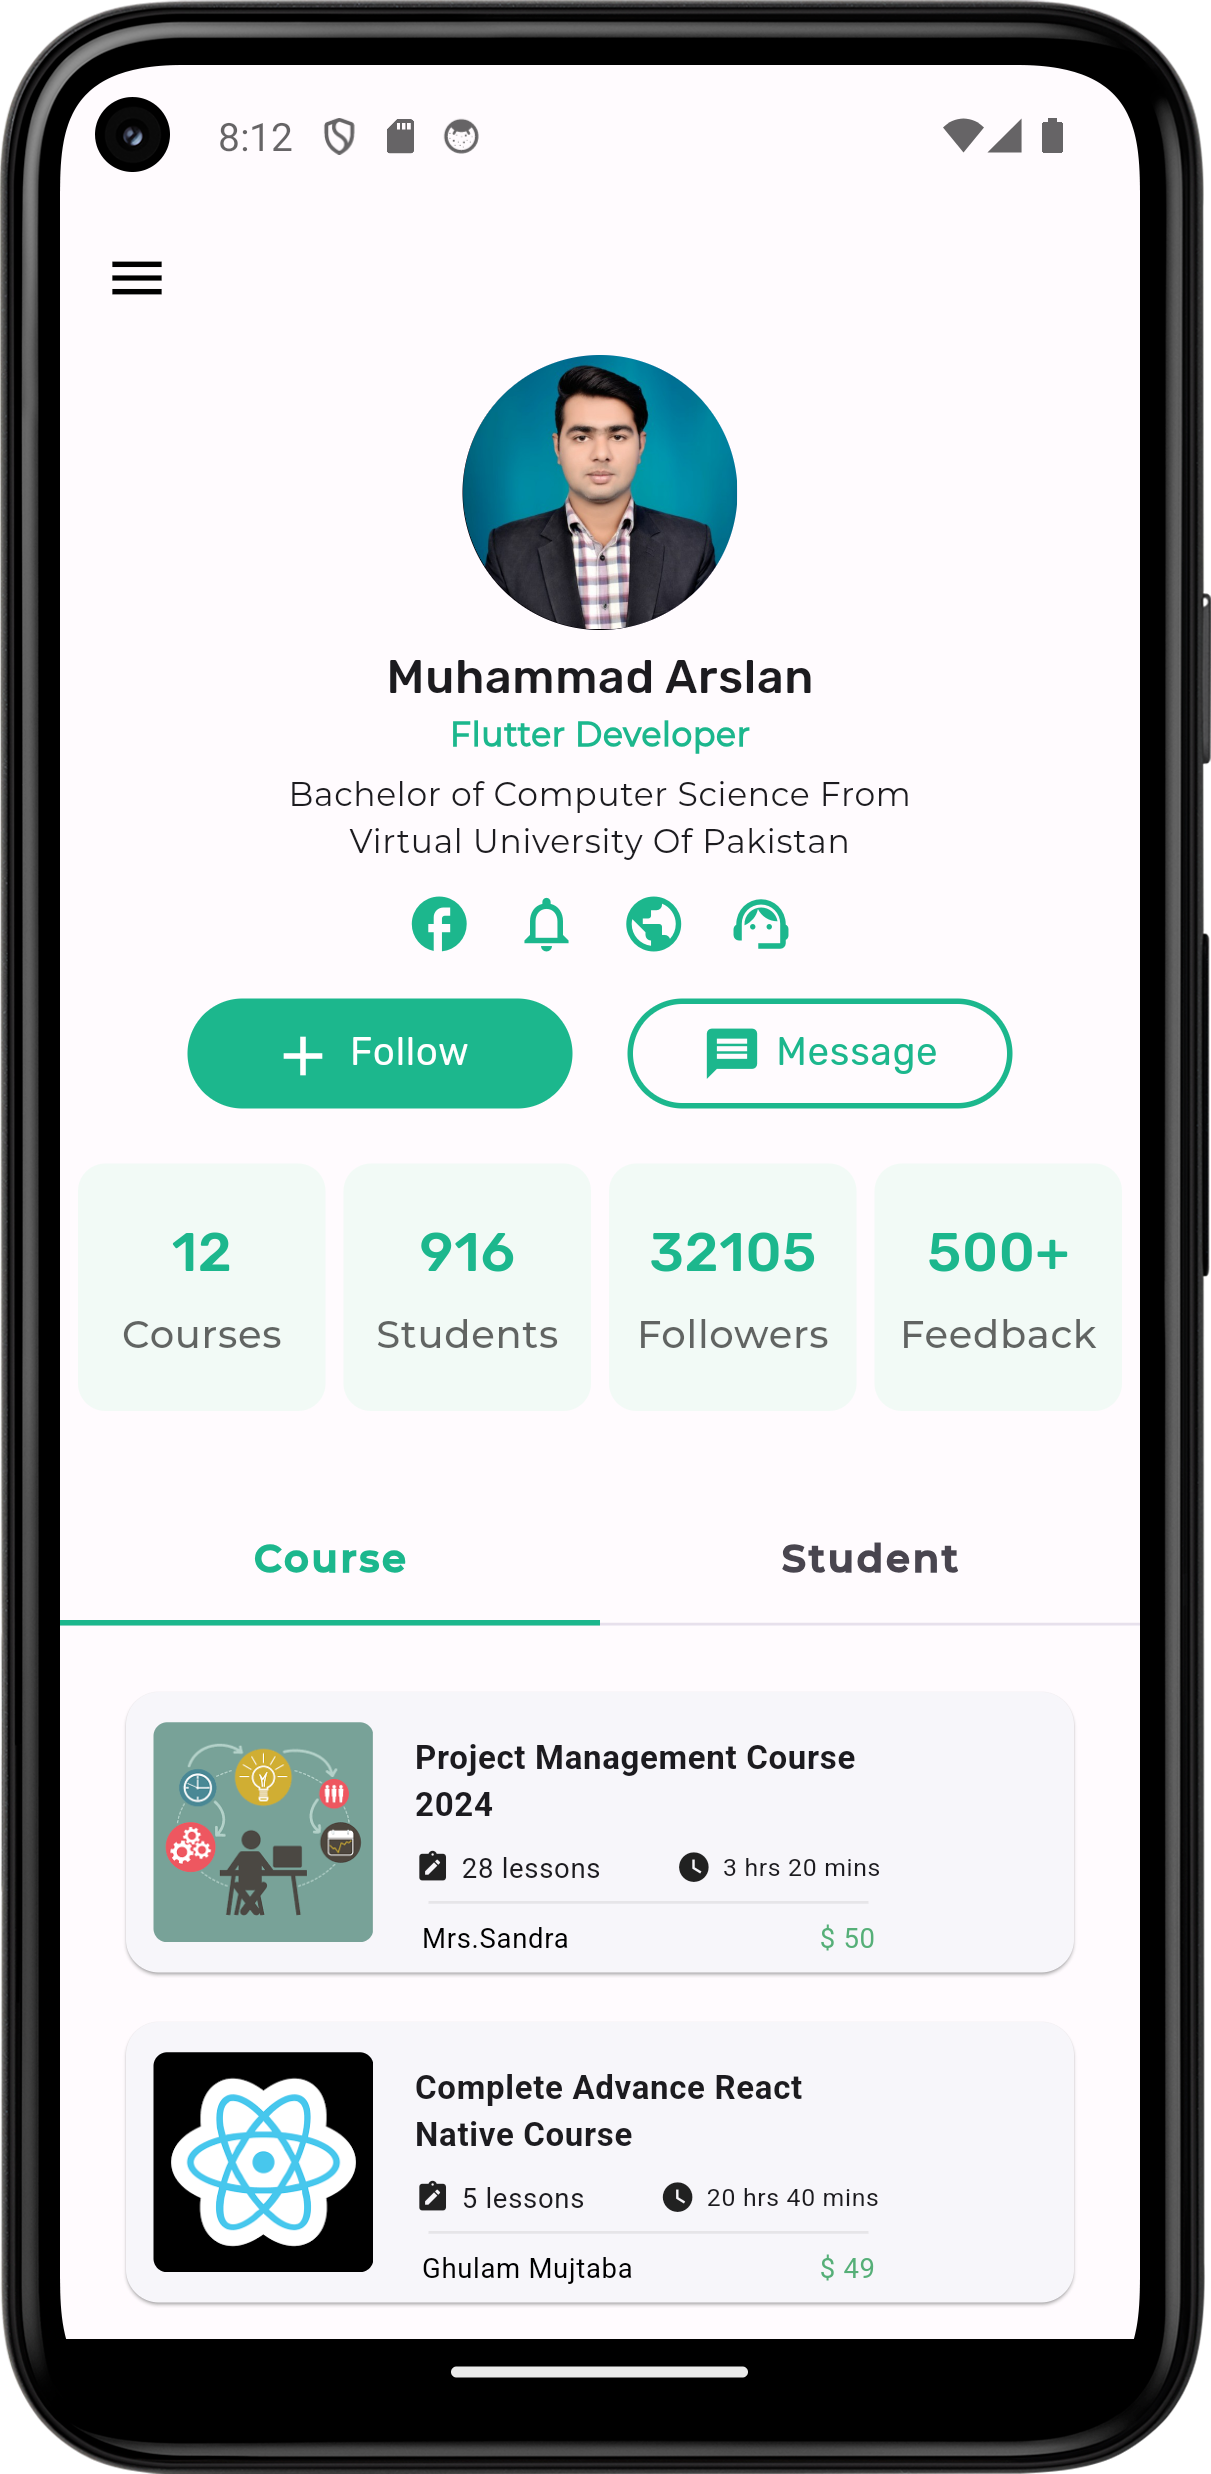 8:12
Muhammad Arslan
Flutter Developer
Bachelor of Computer Science From
Virtual University Of Pakistan
Follow
Message
12
Courses
916
Students
32105
Followers
500+
Feedback
Course
Student
Project Management Course
2024
28 lessons
3 hrs 20 mins
Mrs.Sandra
$ 50
Complete Advance React
Native Course
5 lessons
20 hrs 40 mins
Ghulam Mujtaba
$ 49